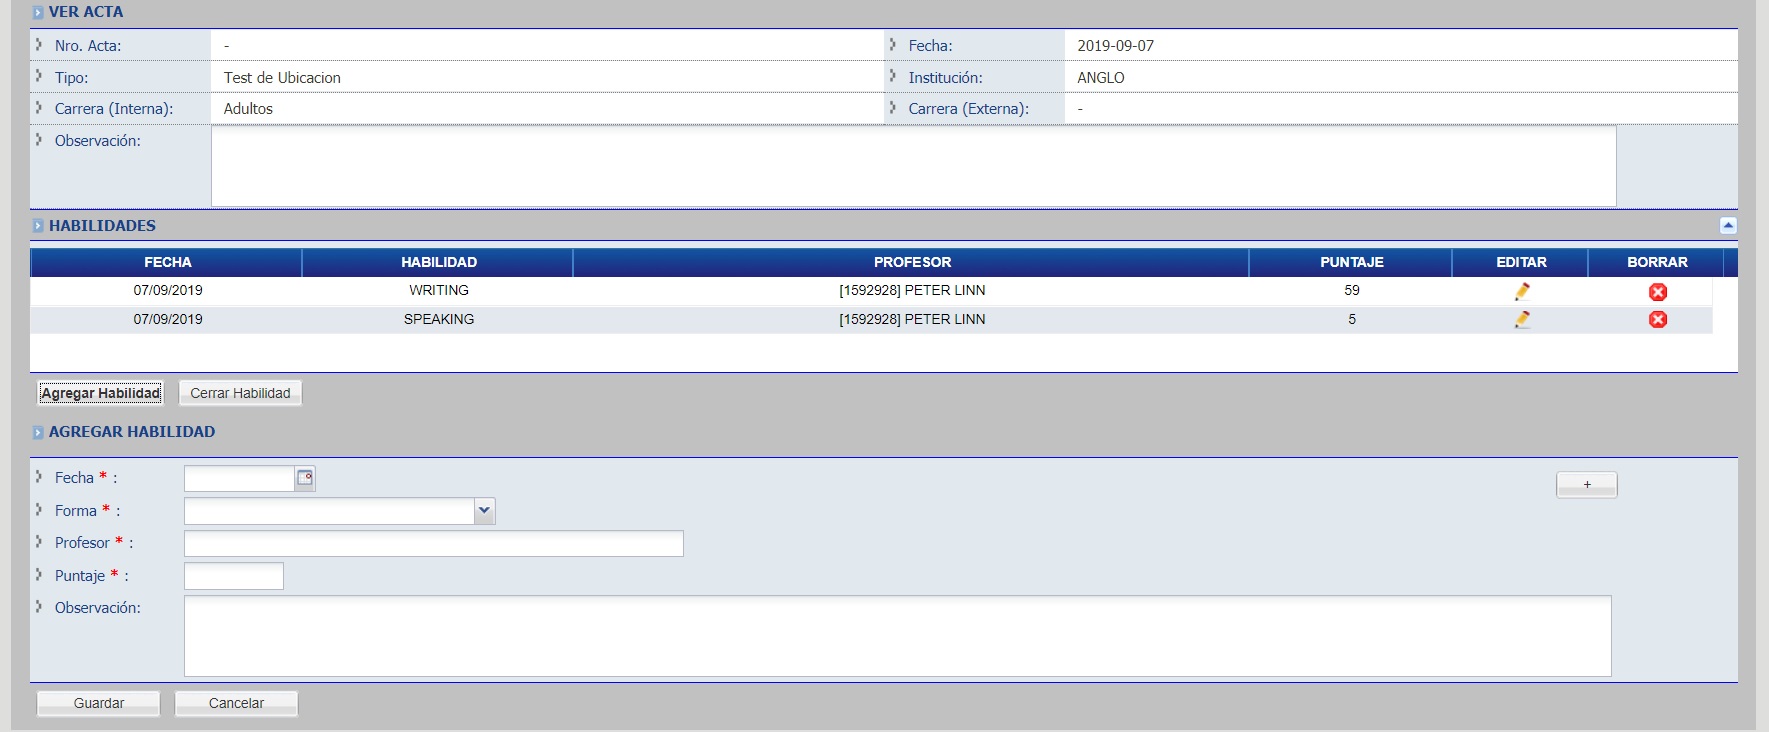 VER ACTA
Nro. Acta: - Fecha: 2019-09-07
Tipo: Test de Ubicacion Institución: ANGLO
Carrera (Interna): Adultos Carrera (Externa): -
Observación:
HABILIDADES
FECHA HABILIDAD PROFESOR PUNTAJE EDITAR BORRAR
07/09/2019 WRITING [1592928] PETER LINN 59
07/09/2019 SPEAKING [1592928] PETER LINN 5
Agregar Habilidad Cerrar Habilidad
AGREGAR HABILIDAD
Fecha * : +
Forma * :
Profesor * :
Puntaje * :
Observación:
Guardar Cancelar